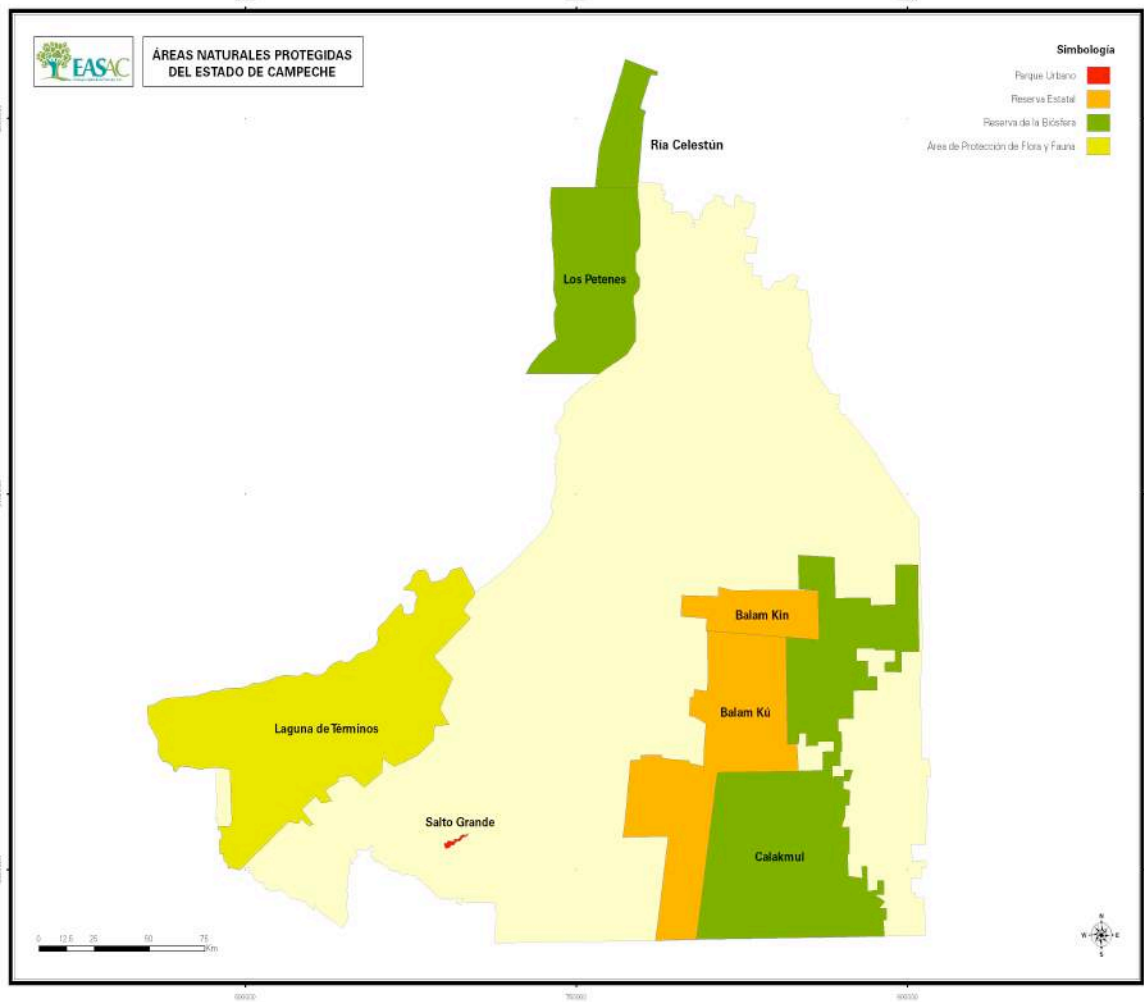 EASAC
ÁREAS NATURALES PROTEGIDAS
DEL ESTADO DE CAMPECHE
Simbología
Parque Urbano
Reserva Estatal
Reserva de la Biósfera
Área de Protección de Flora y Fauna
Ría Celestún
Los Petenes
Balam Kin
Balam Kú
Laguna de Términos
Salto Grande
Calakmul
0 12.5 25 50 75
Km
N
W E
S
750000